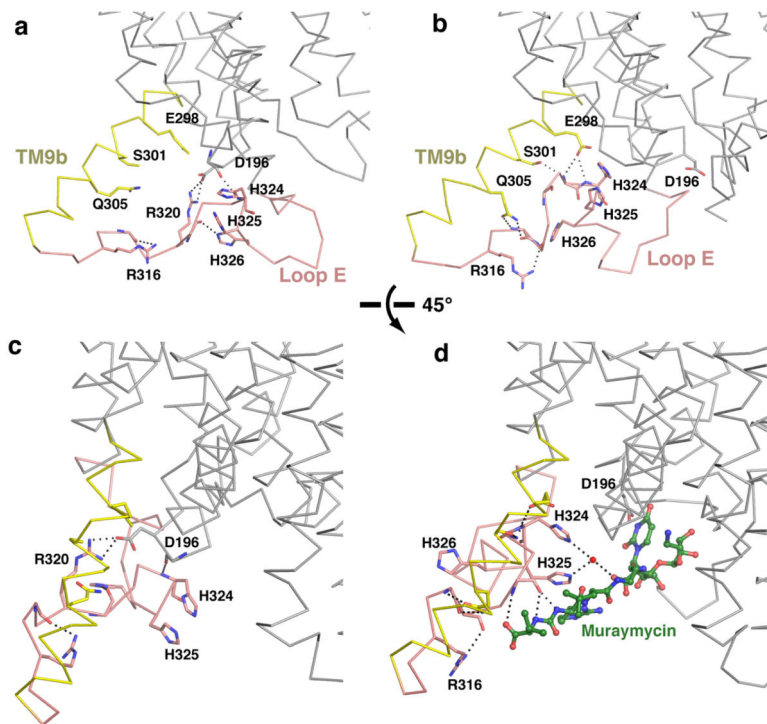 a
E298
TM9b
S301
D196
Q305
H324
R320
H325
H326
R316
Loop E
b
E298
TM9b
S301
H324
D196
Q305
H325
H326
R316
Loop E
45°
c
R320
D196
H324
H325
d
D196
H324
H326
H325
Muraymycin
R316